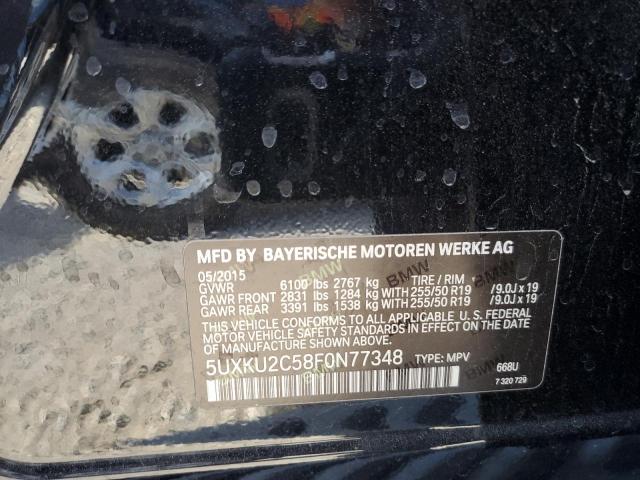 MFD BY BAYERISCHE MOTOREN WERKE AG
05/2015
GVWR 6100 lbs 2767 kg TIRE / RIM
GAWR FRONT 2831 lbs 1284 kg WITH 255/50 R19 /9.0J x 19
GAWR REAR 3391 lbs 1538 kg WITH 255/50 R19 /9.0J x 19
THIS VEHICLE CONFORMS TO ALL APPLICABLE U. S. FEDERAL
MOTOR VEHICLE SAFETY STANDARDS IN EFFECT ON THE DATE
OF MANUFACTURE SHOWN ABOVE.
5UXKU2C58F0N77348 TYPE: MPV 668U
7 320 729